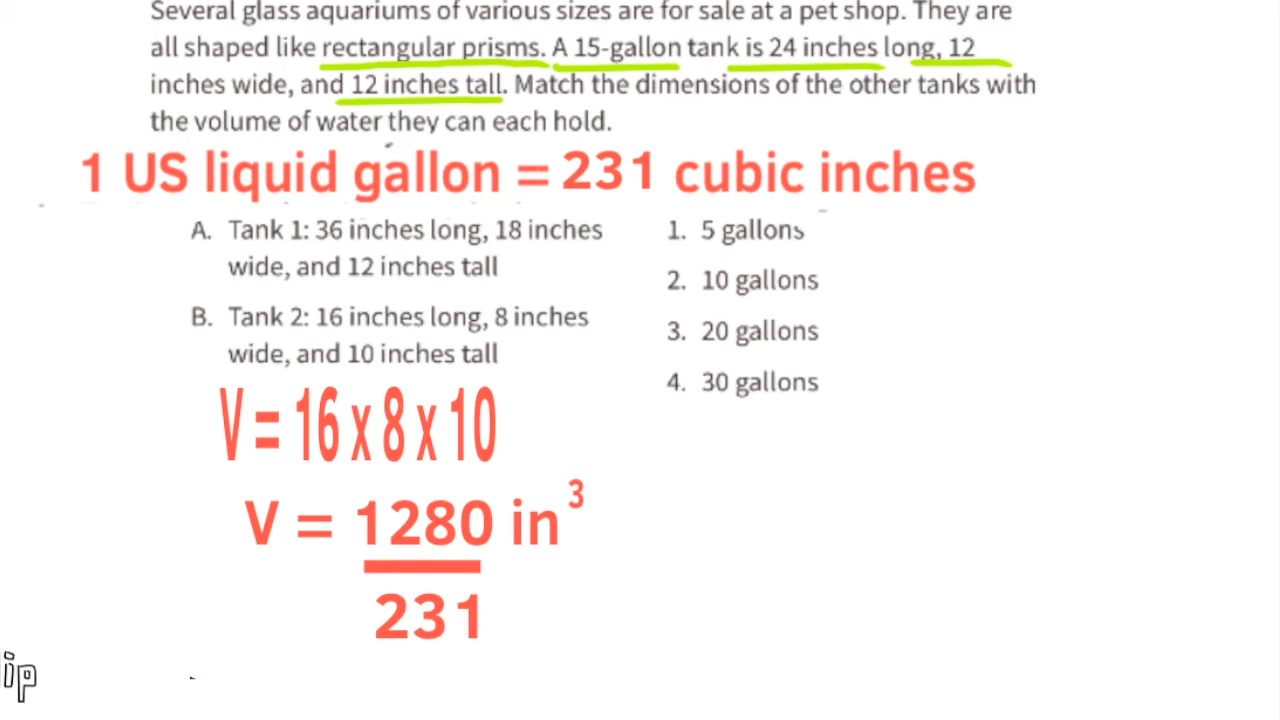 Several glass aquariums of various sizes are for sale at a pet shop. They are
all shaped like rectangular prisms. A 15-gallon tank is 24 inches long, 12
inches wide, and 12 inches tall. Match the dimensions of the other tanks with
the volume of water they can each hold.
1 US liquid gallon = 231 cubic inches
A. Tank 1: 36 inches long, 18 inches
wide, and 12 inches tall
B. Tank 2: 16 inches long, 8 inches
wide, and 10 inches tall
1. 5 gallons
2. 10 gallons
3. 20 gallons
4. 30 gallons
V = 16 x 8 x 10
V = 1280 in³
231
lip